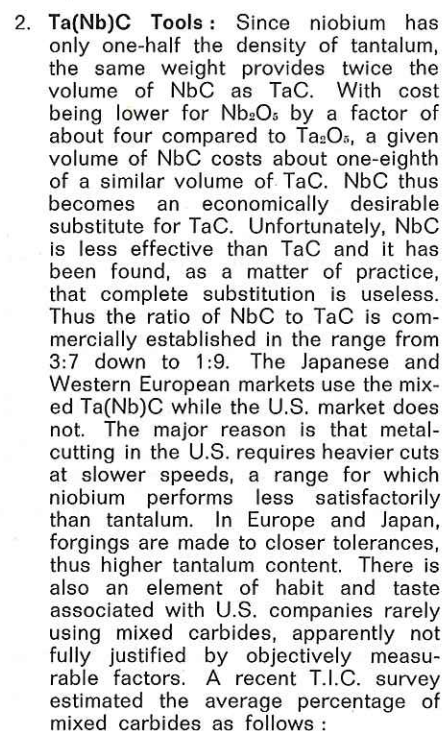 2. Ta(Nb)C Tools : Since niobium has
only one-half the density of tantalum,
the same weight provides twice the
volume of NbC as TaC. With cost
being lower for Nb₂O₅ by a factor of
about four compared to Ta₂O₅, a given
volume of NbC costs about one-eighth
of a similar volume of TaC. NbC thus
becomes an economically desirable
substitute for TaC. Unfortunately, NbC
is less effective than TaC and it has
been found, as a matter of practice,
that complete substitution is useless.
Thus the ratio of NbC to TaC is com-
mercially established in the range from
3:7 down to 1:9. The Japanese and
Western European markets use the mix-
ed Ta(Nb)C while the U.S. market does
not. The major reason is that metal-
cutting in the U.S. requires heavier cuts
at slower speeds, a range for which
niobium performs less satisfactorily
than tantalum. In Europe and Japan,
forgings are made to closer tolerances,
thus higher tantalum content. There is
also an element of habit and taste
associated with U.S. companies rarely
using mixed carbides, apparently not
fully justified by objectively measu-
rable factors. A recent T.I.C. survey
estimated the average percentage of
mixed carbides as follows :